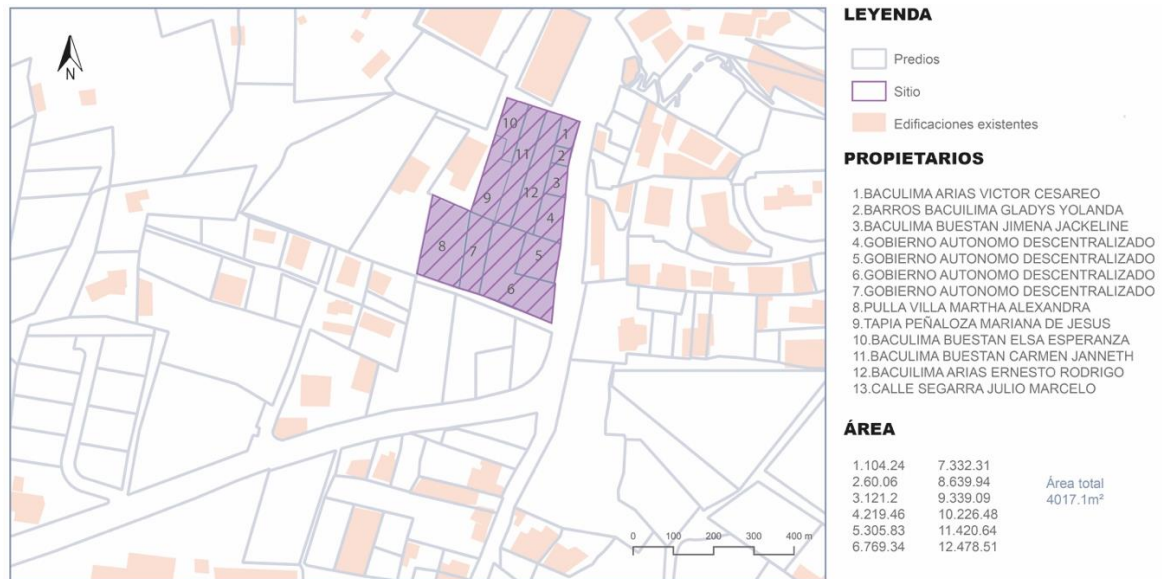 N
10
1
11
2
3
12
9
4
8
7
5
6
0 100 200 300 400 m
LEYENDA
Predios
Sitio
Edificaciones existentes
PROPIETARIOS
1.BACULIMA ARIAS VICTOR CESAREO
2.BARROS BACUILIMA GLADYS YOLANDA
3.BACULIMA BUESTAN JIMENA JACKELINE
4.GOBIERNO AUTONOMO DESCENTRALIZADO
5.GOBIERNO AUTONOMO DESCENTRALIZADO
6.GOBIERNO AUTONOMO DESCENTRALIZADO
7.GOBIERNO AUTONOMO DESCENTRALIZADO
8.PULLA VILLA MARTHA ALEXANDRA
9.TAPIA PEÑALOZA MARIANA DE JESUS
10.BACULIMA BUESTAN ELSA ESPERANZA
11.BACULIMA BUESTAN CARMEN JANNETH
12.BACUILIMA ARIAS ERNESTO RODRIGO
13.CALLE SEGARRA JULIO MARCELO
ÁREA
1.104.24 7.332.31
2.60.06 8.639.94
3.121.2 9.339.09
4.219.46 10.226.48
5.305.83 11.420.64
6.769.34 12.478.51
Área total
4017.1m²